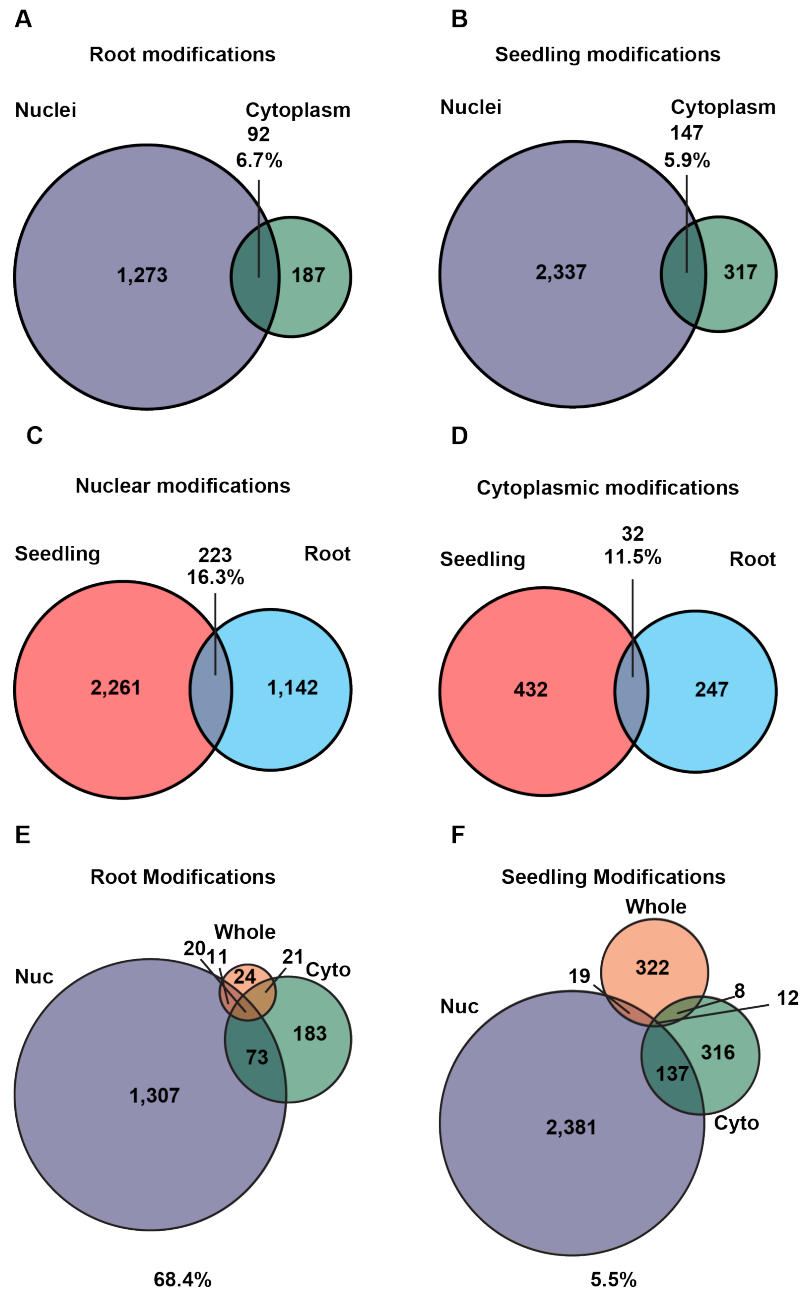 A
Root modifications
Nuclei
Cytoplasm
92
6.7%
1,273
187
B
Seedling modifications
Nuclei
Cytoplasm
147
5.9%
2,337
317
C
Nuclear modifications
Seedling
223
16.3%
Root
2,261
1,142
D
Cytoplasmic modifications
Seedling
32
11.5%
Root
432
247
E
Root Modifications
Whole
20
11
24
21
Cyto
Nuc
183
73
1,307
68.4%
F
Seedling Modifications
Whole
322
19
8
12
Nuc
316
137
Cyto
2,381
5.5%